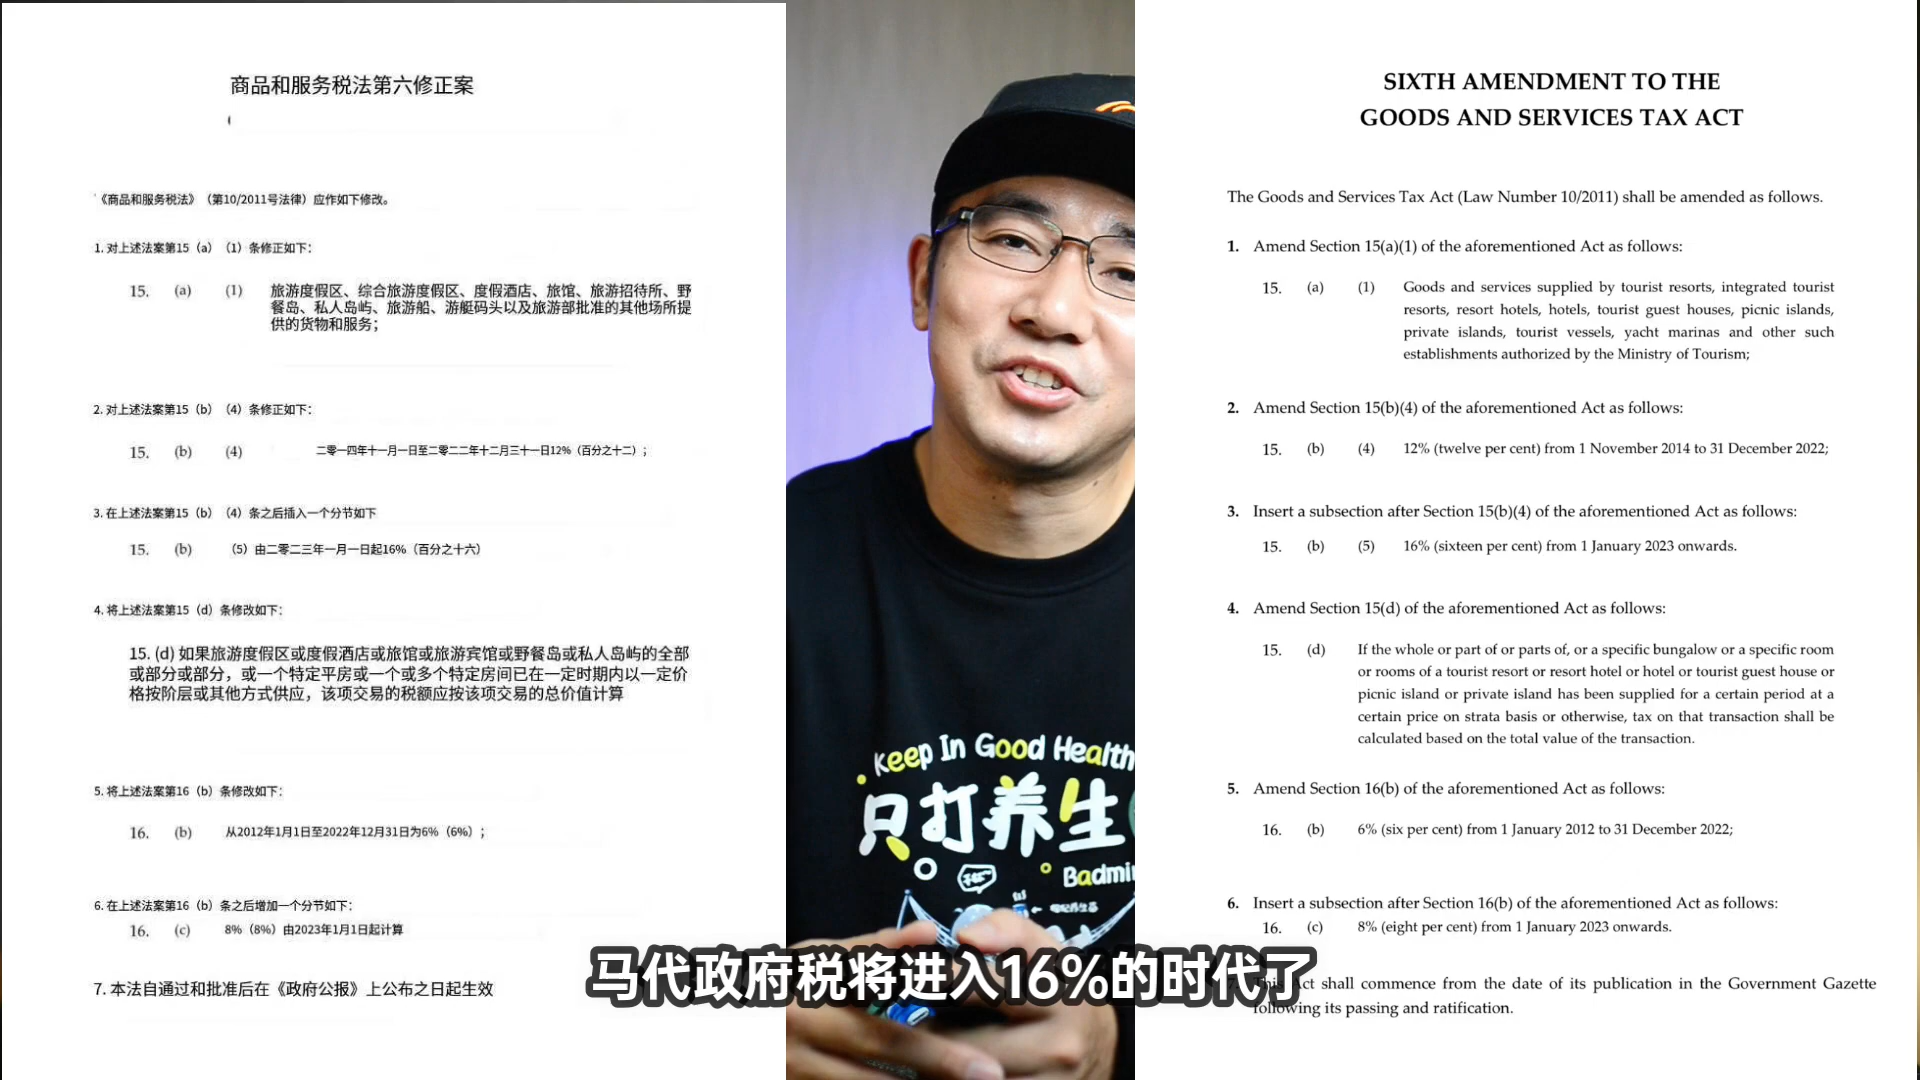 商品和服务税法第六修正案
《商品和服务税法》（第10/2011号法律）应作如下修改。
1. 对上述法案第15（a）（1）条修正如下：
15. (a) (1) 旅游度假区、综合旅游度假区、度假酒店、旅馆、旅游招待所、野
餐岛、私人岛屿、旅游船、游艇码头以及旅游部批准的其他场所提
供的货物和服务；
2. 对上述法案第15（b）（4）条修正如下：
15. (b) (4) 二零一四年十一月一日至二零二二年十二月三十一日12%（百分之十二）；
3. 在上述法案第15（b）（4）条之后插入一个分节如下
15. (b) （5）由二零二三年一月一日起16%（百分之十六）
4. 将上述法案第15（d）条修改如下：
15. (d) 如果旅游度假区或度假酒店或旅馆或旅游宾馆或野餐岛或私人岛屿的全部
或部分或部分，或一个特定平房或一个或多个特定房间已在一定时期内以一定价
格按阶层或其他方式供应，该项交易的税额应按该项交易的总价值计算
5. 将上述法案第16（b）条修改如下：
16. (b) 从2012年1月1日至2022年12月31日为6%（6%）；
6. 在上述法案第16（b）条之后增加一个分节如下：
16. (c) 8%（8%）由2023年1月1日起计算
7. 本法自通过和批准后在《政府公报》上公布之日起生效
Keep In Good Health
只打养生
Badmi
SIXTH AMENDMENT TO THE
GOODS AND SERVICES TAX ACT
The Goods and Services Tax Act (Law Number 10/2011) shall be amended as follows.
1. Amend Section 15(a)(1) of the aforementioned Act as follows:
15. (a) (1) Goods and services supplied by tourist resorts, integrated tourist
resorts, resort hotels, hotels, tourist guest houses, picnic islands,
private islands, tourist vessels, yacht marinas and other such
establishments authorized by the Ministry of Tourism;
2. Amend Section 15(b)(4) of the aforementioned Act as follows:
15. (b) (4) 12% (twelve per cent) from 1 November 2014 to 31 December 2022;
3. Insert a subsection after Section 15(b)(4) of the aforementioned Act as follows:
15. (b) (5) 16% (sixteen per cent) from 1 January 2023 onwards.
4. Amend Section 15(d) of the aforementioned Act as follows:
15. (d) If the whole or part of or parts of, or a specific bungalow or a specific room
or rooms of a tourist resort or resort hotel or hotel or tourist guest house or
picnic island or private island has been supplied for a certain period at a
certain price on strata basis or otherwise, tax on that transaction shall be
calculated based on the total value of the transaction.
5. Amend Section 16(b) of the aforementioned Act as follows:
16. (b) 6% (six per cent) from 1 January 2012 to 31 December 2022;
6. Insert a subsection after Section 16(b) of the aforementioned Act as follows:
16. (c) 8% (eight per cent) from 1 January 2023 onwards.
7. This Act shall commence from the date of its publication in the Government Gazette
following its passing and ratification.
马代政府税将进入16%的时代了